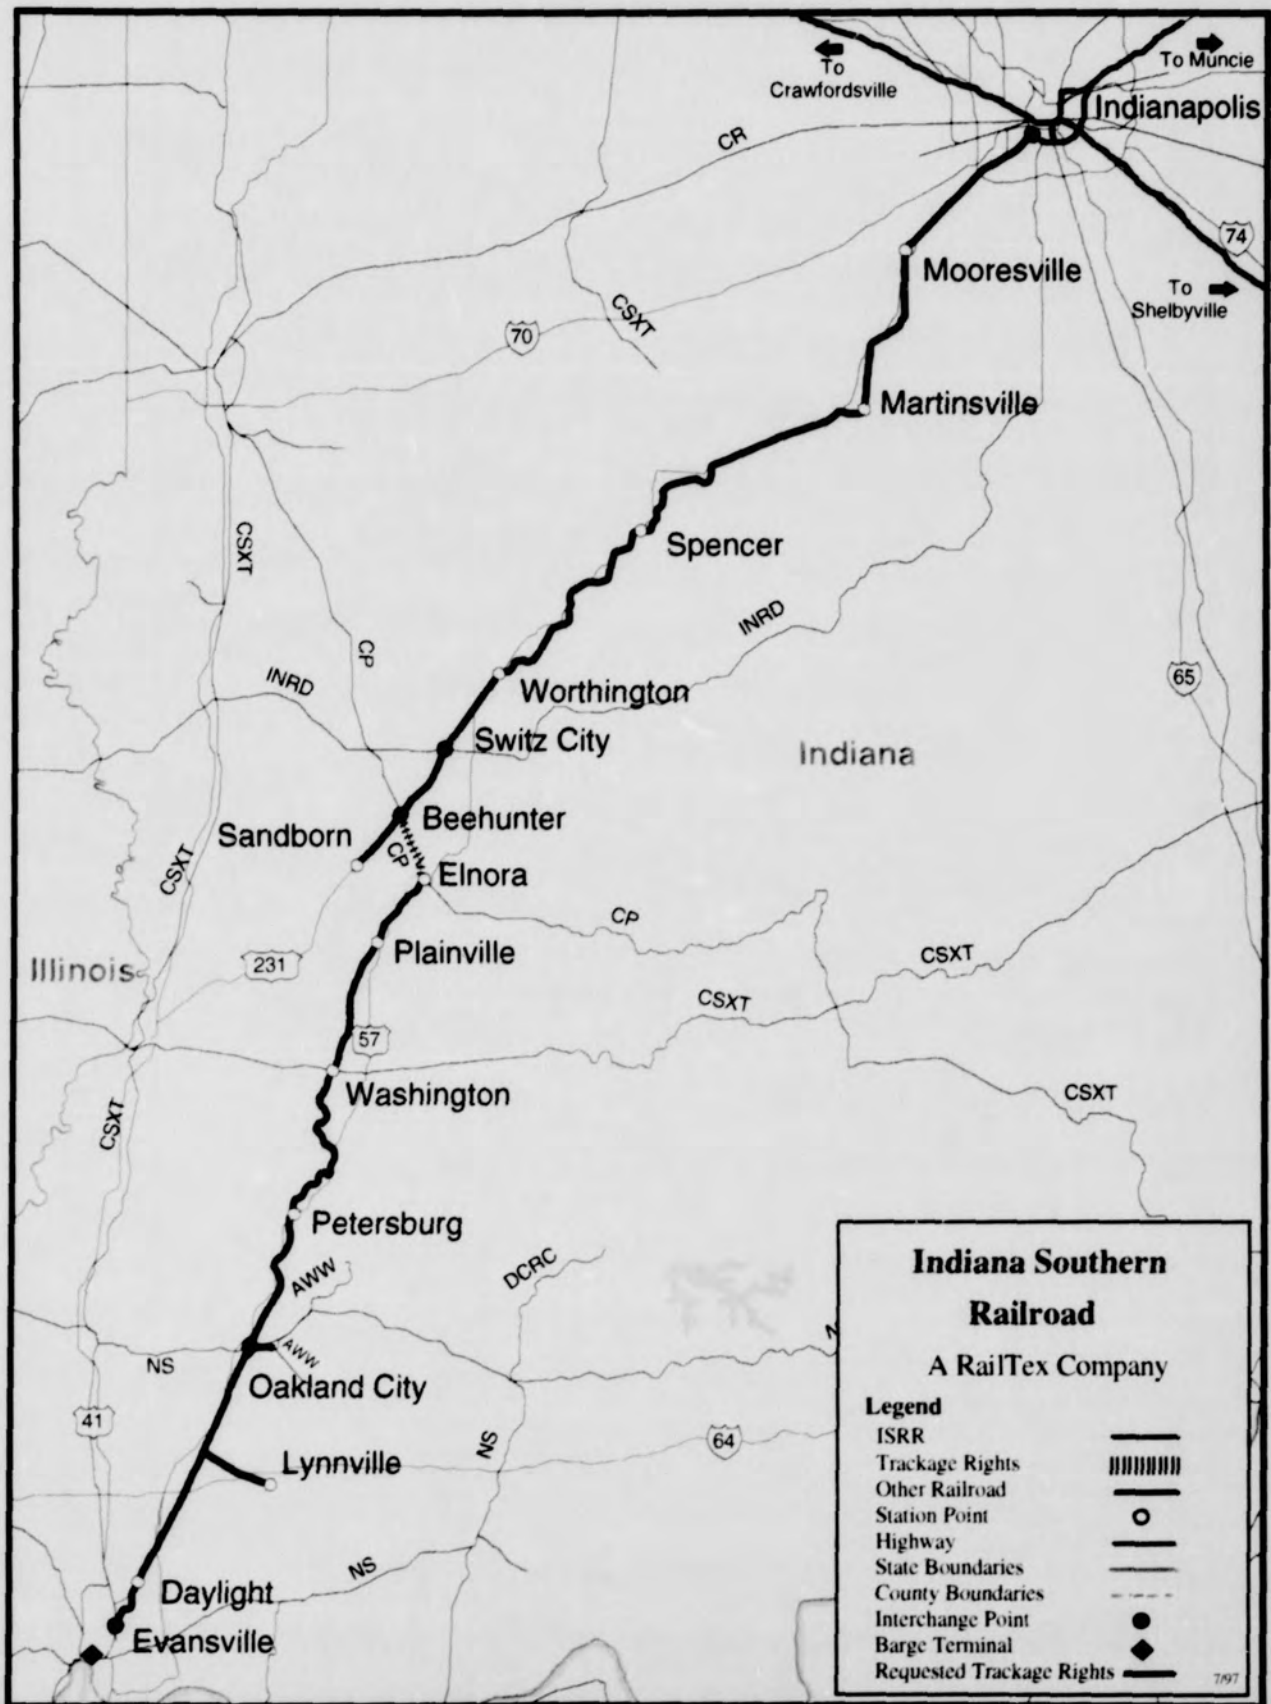 To Muncie
To
Crawfordsville
Indianapolis
CR
74
Mooresville
To
Shelbyville
CSXT
70
Martinsville
CSXT
Spencer
INRD
CP
INRD
65
Worthington
Switz City
Indiana
Beehunter
Sandborn
CP
Elnora
CSXT
CP
Plainville
CSXT
Illinois
231
CSXT
57
Washington
CSXT
CSXT
Petersburg
AWW
DCRC
AWW
NS
Oakland City
41
NS
64
Lynnville
NS
Daylight
Evansville
Indiana Southern
Railroad
A RailTex Company
Legend
ISRR
Trackage Rights
Other Railroad
Station Point
Highway
State Boundaries
County Boundaries
Interchange Point
Barge Terminal
Requested Trackage Rights
7/97